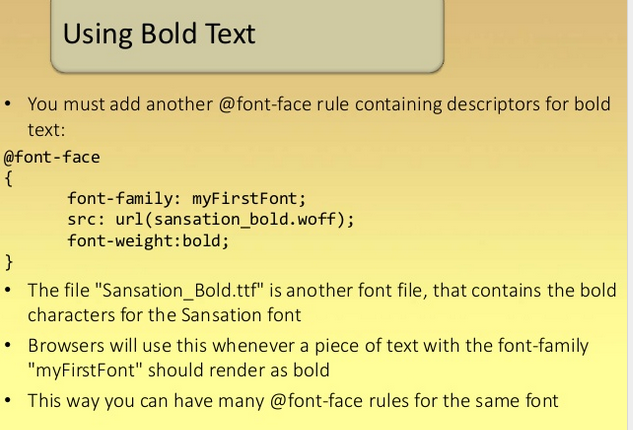 Using Bold Text
• You must add another @font-face rule containing descriptors for bold
text:
@font-face
{
font-family: myFirstFont;
src: url(sansation_bold.woff);
font-weight:bold;
}
• The file "Sansation_Bold.ttf" is another font file, that contains the bold
characters for the Sansation font
• Browsers will use this whenever a piece of text with the font-family
"myFirstFont" should render as bold
• This way you can have many @font-face rules for the same font